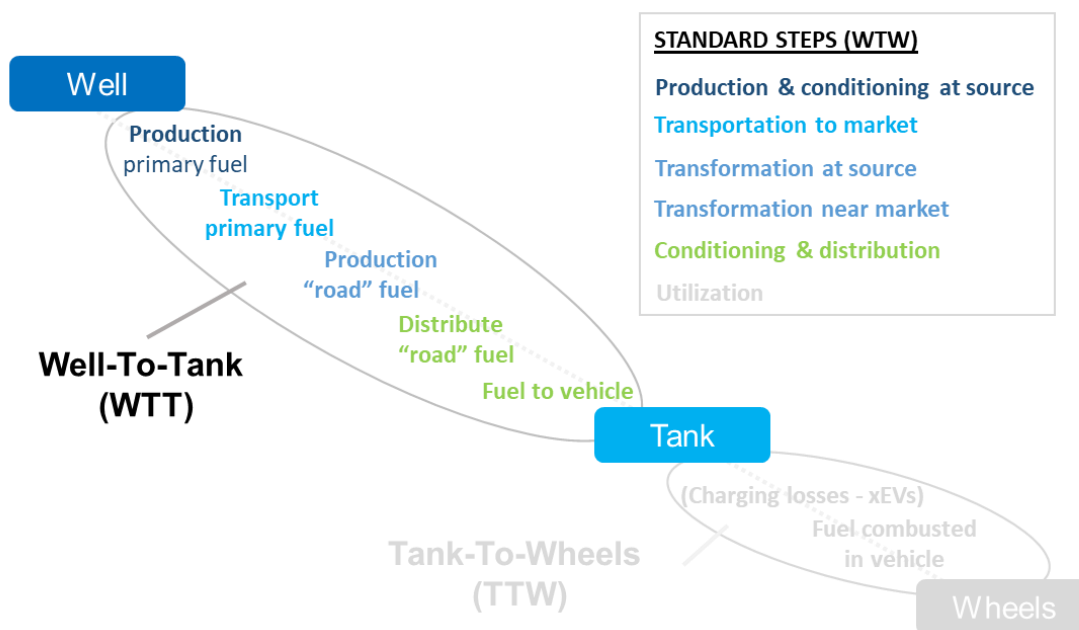 Well
Production
primary fuel
Transport
primary fuel
Production
“road” fuel
Distribute
“road” fuel
Fuel to vehicle
Well-To-Tank
(WTT)
Tank
(Charging losses - xEVs)
Fuel combusted
in vehicle
Tank-To-Wheels
(TTW)
Wheels
STANDARD STEPS (WTW)
Production & conditioning at source
Transportation to market
Transformation at source
Transformation near market
Conditioning & distribution
Utilization